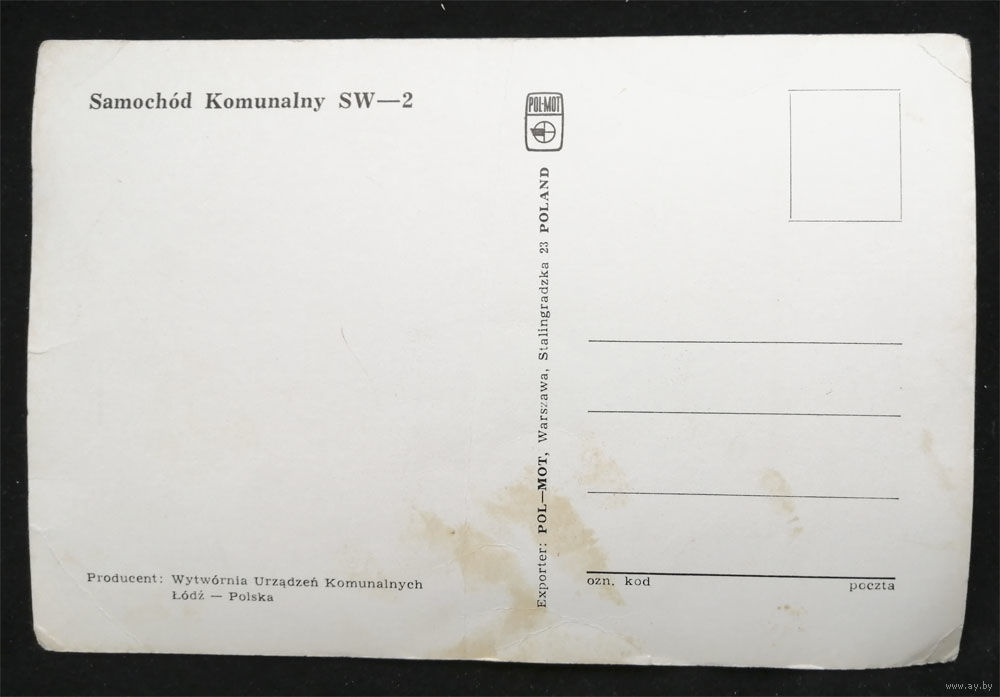 Samochód Komunalny SW—2
Producent: Wytwórnia Urządzeń Komunalnych
Łódź — Polska
POL-MOT
Exporter: POL—MOT, Warszawa, Stalingradzka 23 POLAND
ozn. kod poczta
www.ay.by